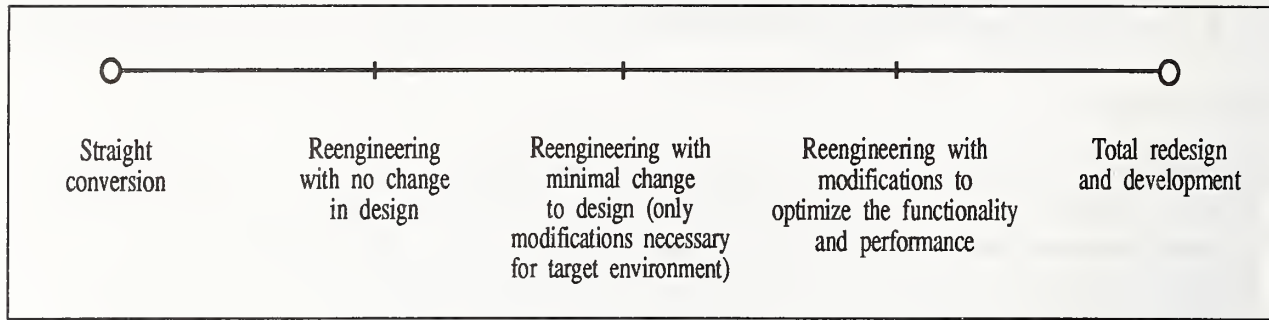 Straight
conversion
Reengineering
with no change
in design
Reengineering with
minimal change
to design (only
modifications necessary
for target environment)
Reengineering with
modifications to
optimize the functionality
and performance
Total redesign
and development